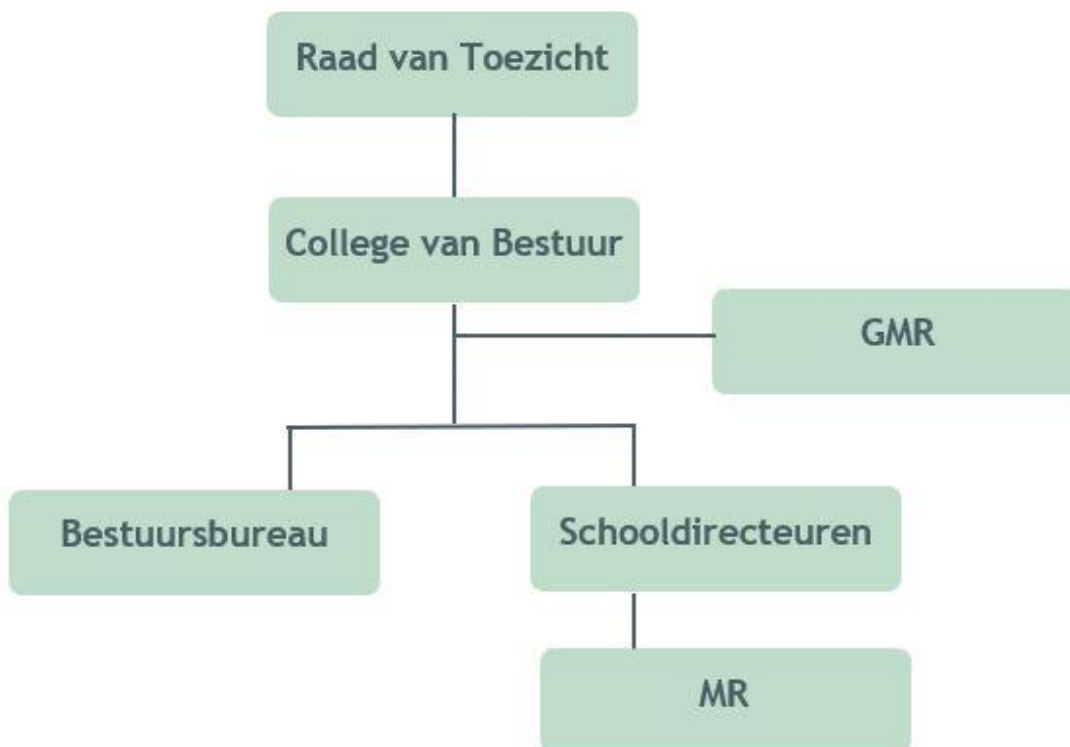 Raad van Toezicht
College van Bestuur
GMR
Bestuursbureau
Schooldirecteuren
MR